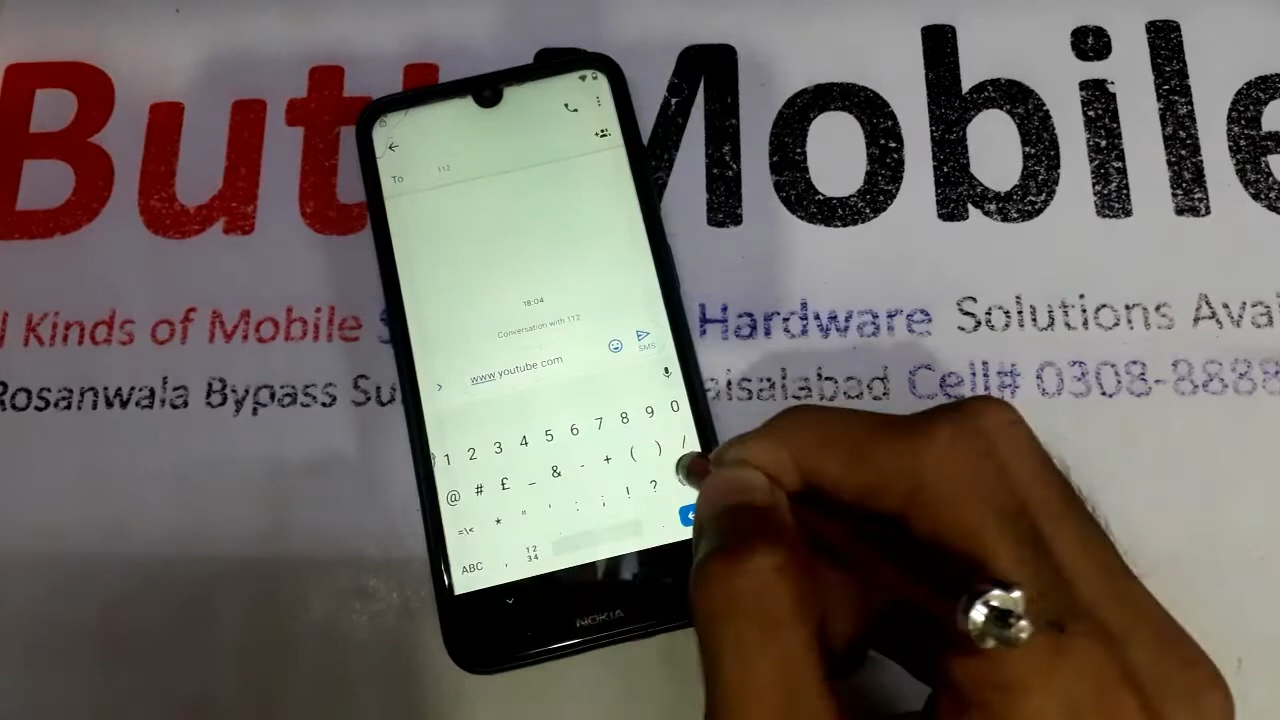 Butt Mobile
l Kinds of Mobile Hardware Solutions Avai
Rosanwala Bypass Su aisalabad Cell# 0308-8888
To 112
18:04
Conversation with 112
www.youtube.com
SMS
1 2 3 4 5 6 7 8 9 0
@ # £ _ & - + ( ) /
=\< * " ' : ; ! ?
ABC , 12 34 .
NOKIA